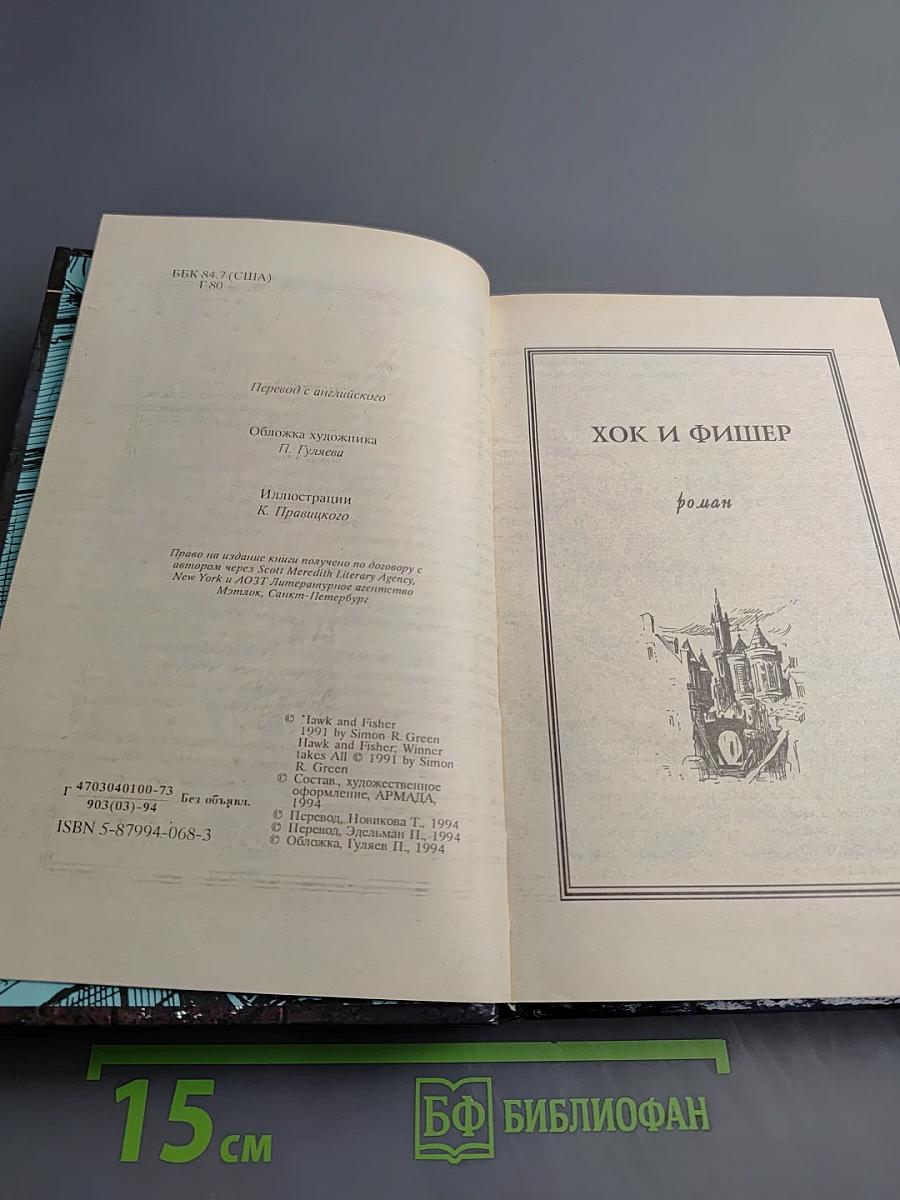 ББК 84.7 (США)
Г 80
Перевод с английского
Обложка художника
П. Гуляева
Иллюстрации
К. Правицкого
Право на издание книги получено по договору с
автором через Scott Meredith Literary Agency,
New York и АОЗТ Литературное агентство
Мэтлок, Санкт-Петербург
© Hawk and Fisher
1991 by Simon R. Green
Hawk and Fisher; Winner
takes All © 1991 by Simon
R. Green
© Состав., художественное
оформление, АРМАДА,
1994
© Перевод, Новикова Т., 1994
© Перевод, Эдельман Н., 1994
© Обложка, Гуляев П., 1994
Г 4703040100-73
903(03)-94 Без объявл.
ISBN 5-87994-068-3
ХОК И ФИШЕР
роман
15 см
БФ БИБЛИОФАН